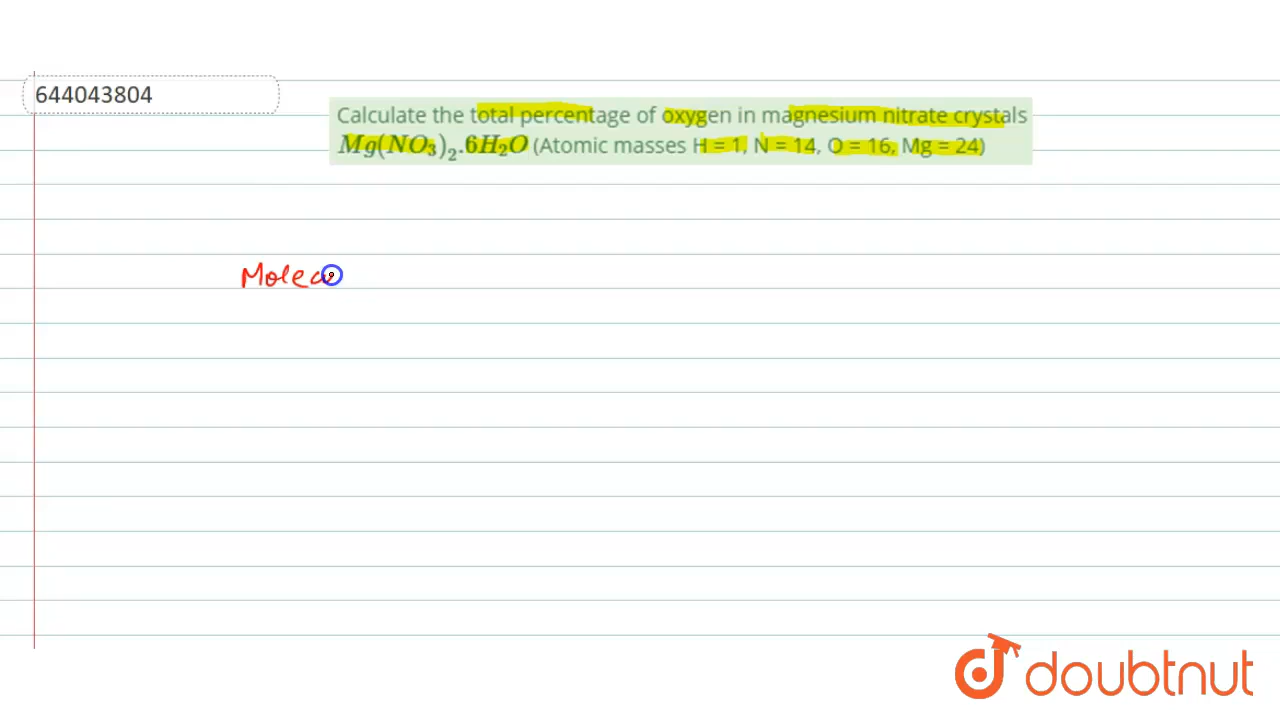 644043804
Calculate the total percentage of oxygen in magnesium nitrate crystals
Mg(NO₃)₂.6H₂O (Atomic masses H = 1, N = 14, O = 16, Mg = 24)
Molecu
doubtnut